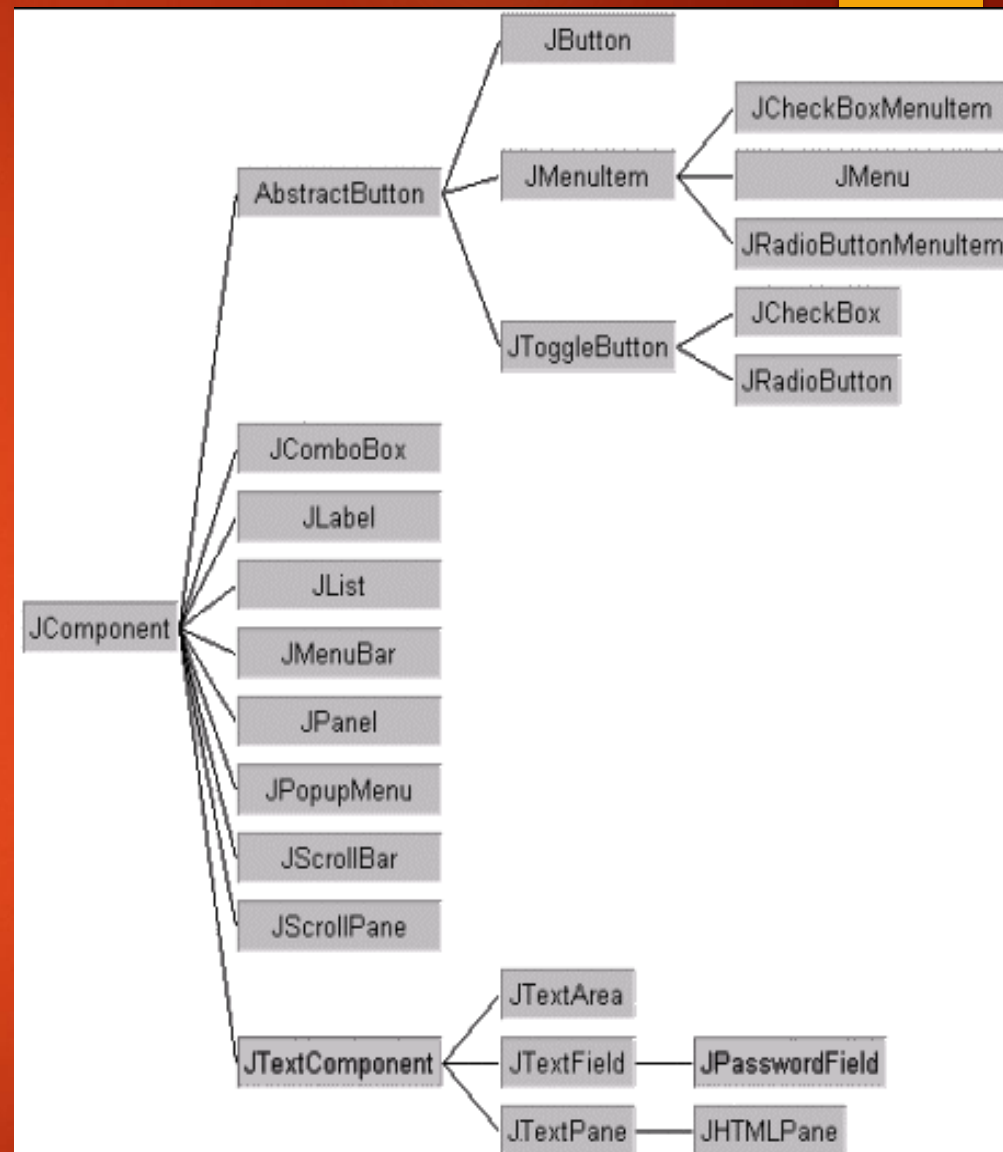 JButton
JCheckBoxMenuItem
AbstractButton
JMenuItem
JMenu
JRadioButtonMenuItem
JToggleButton
JCheckBox
JRadioButton
JComboBox
JLabel
JList
JComponent
JMenuBar
JPanel
JPopupMenu
JScrollBar
JScrollPane
JTextArea
JTextComponent
JTextField
JPasswordField
JTextPane
JHTMLPane